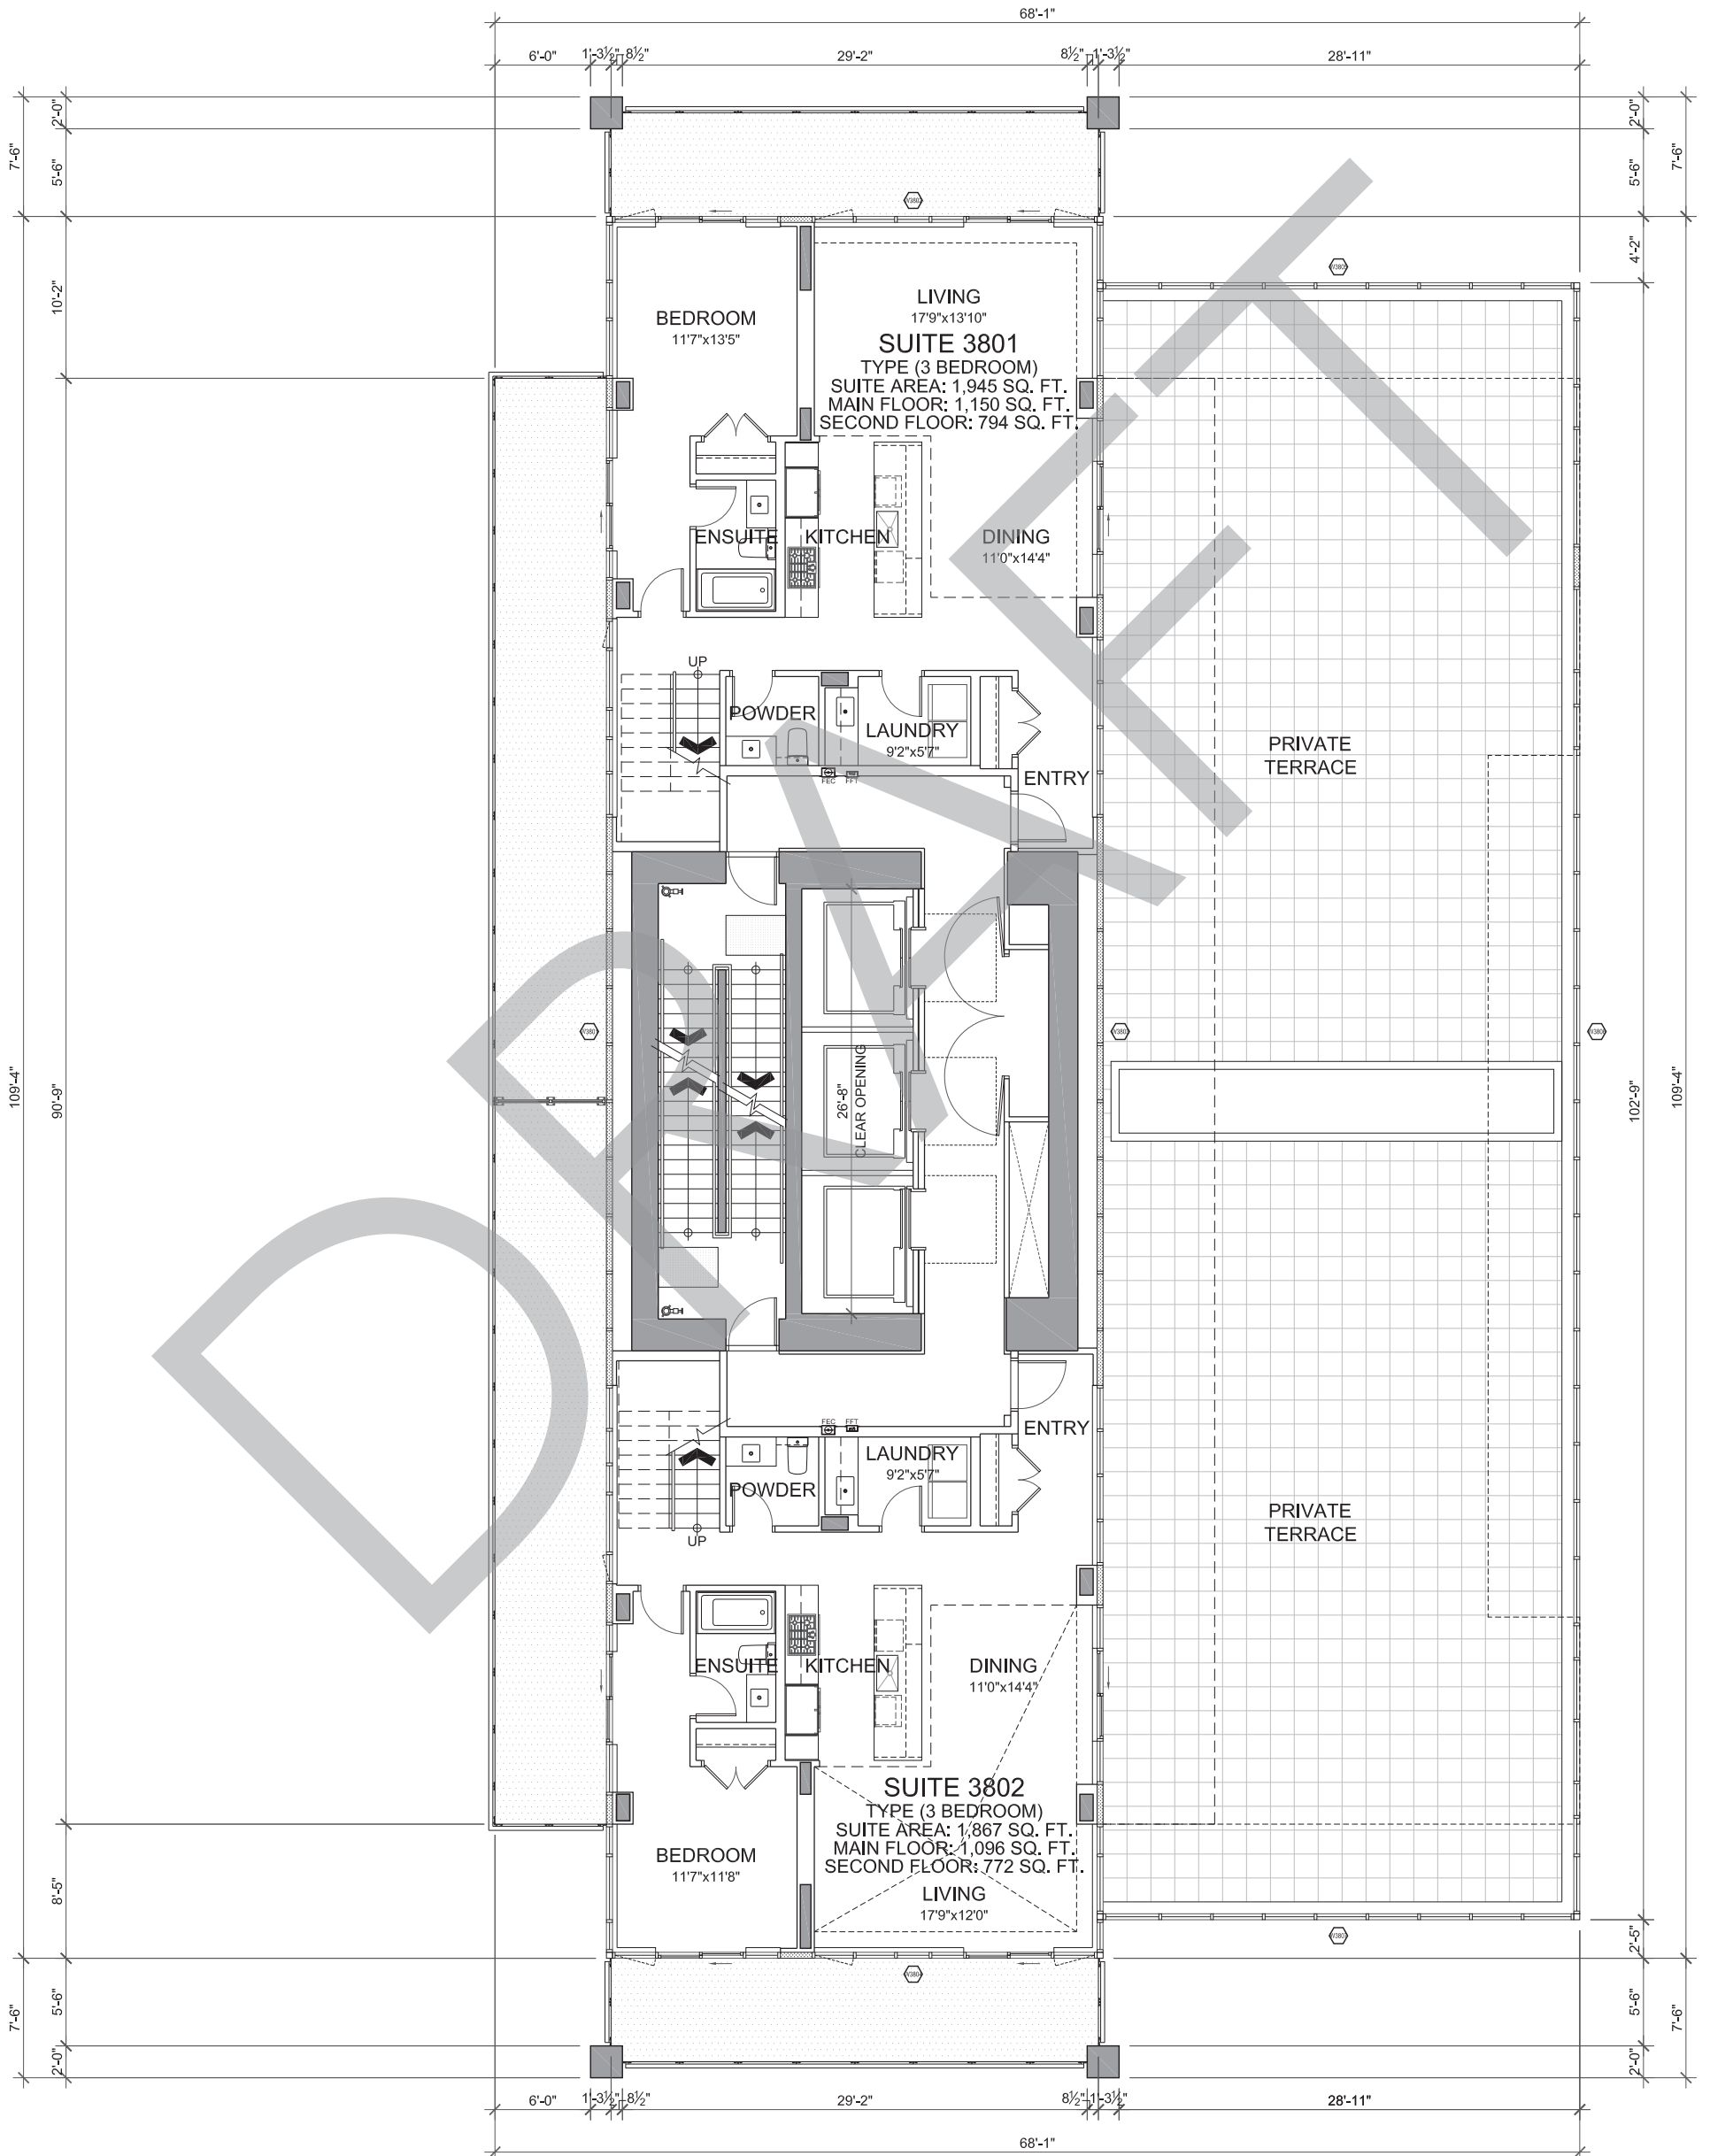 68'-1"
6'-0" 1'-3½" 8½" 29'-2" 8½" 1'-3½" 28'-11"
2'-0" 2'-0"
7'-6" 5'-6" 5'-6" 7'-6"
4'-2"
10'-2"
LIVING
17'9"x13'10"
BEDROOM
11'7"x13'5"
SUITE 3801
TYPE (3 BEDROOM)
SUITE AREA: 1,945 SQ. FT.
MAIN FLOOR: 1,150 SQ. FT.
SECOND FLOOR: 794 SQ. FT.
ENSUITE KITCHEN DINING
11'0"x14'4"
UP
POWDER
LAUNDRY
9'2"x5'7"
PRIVATE
TERRACE
ENTRY
FEC FFT
109'-4" 90'-9" 26'-8" CLEAR OPENING 102'-9" 109'-4"
DRAFT
FEC FFT
ENTRY
LAUNDRY
9'2"x5'7"
POWDER
PRIVATE
TERRACE
UP
ENSUITE KITCHEN DINING
11'0"x14'4"
SUITE 3802
TYPE (3 BEDROOM)
SUITE AREA: 1,867 SQ. FT.
MAIN FLOOR: 1,096 SQ. FT.
SECOND FLOOR: 772 SQ. FT.
BEDROOM
11'7"x11'8"
LIVING
17'9"x12'0"
8'-5"
2'-5"
7'-6" 5'-6" 5'-6" 7'-6"
2'-0" 2'-0"
6'-0" 1'-3½" 8½" 29'-2" 8½" 1'-3½" 28'-11"
68'-1"